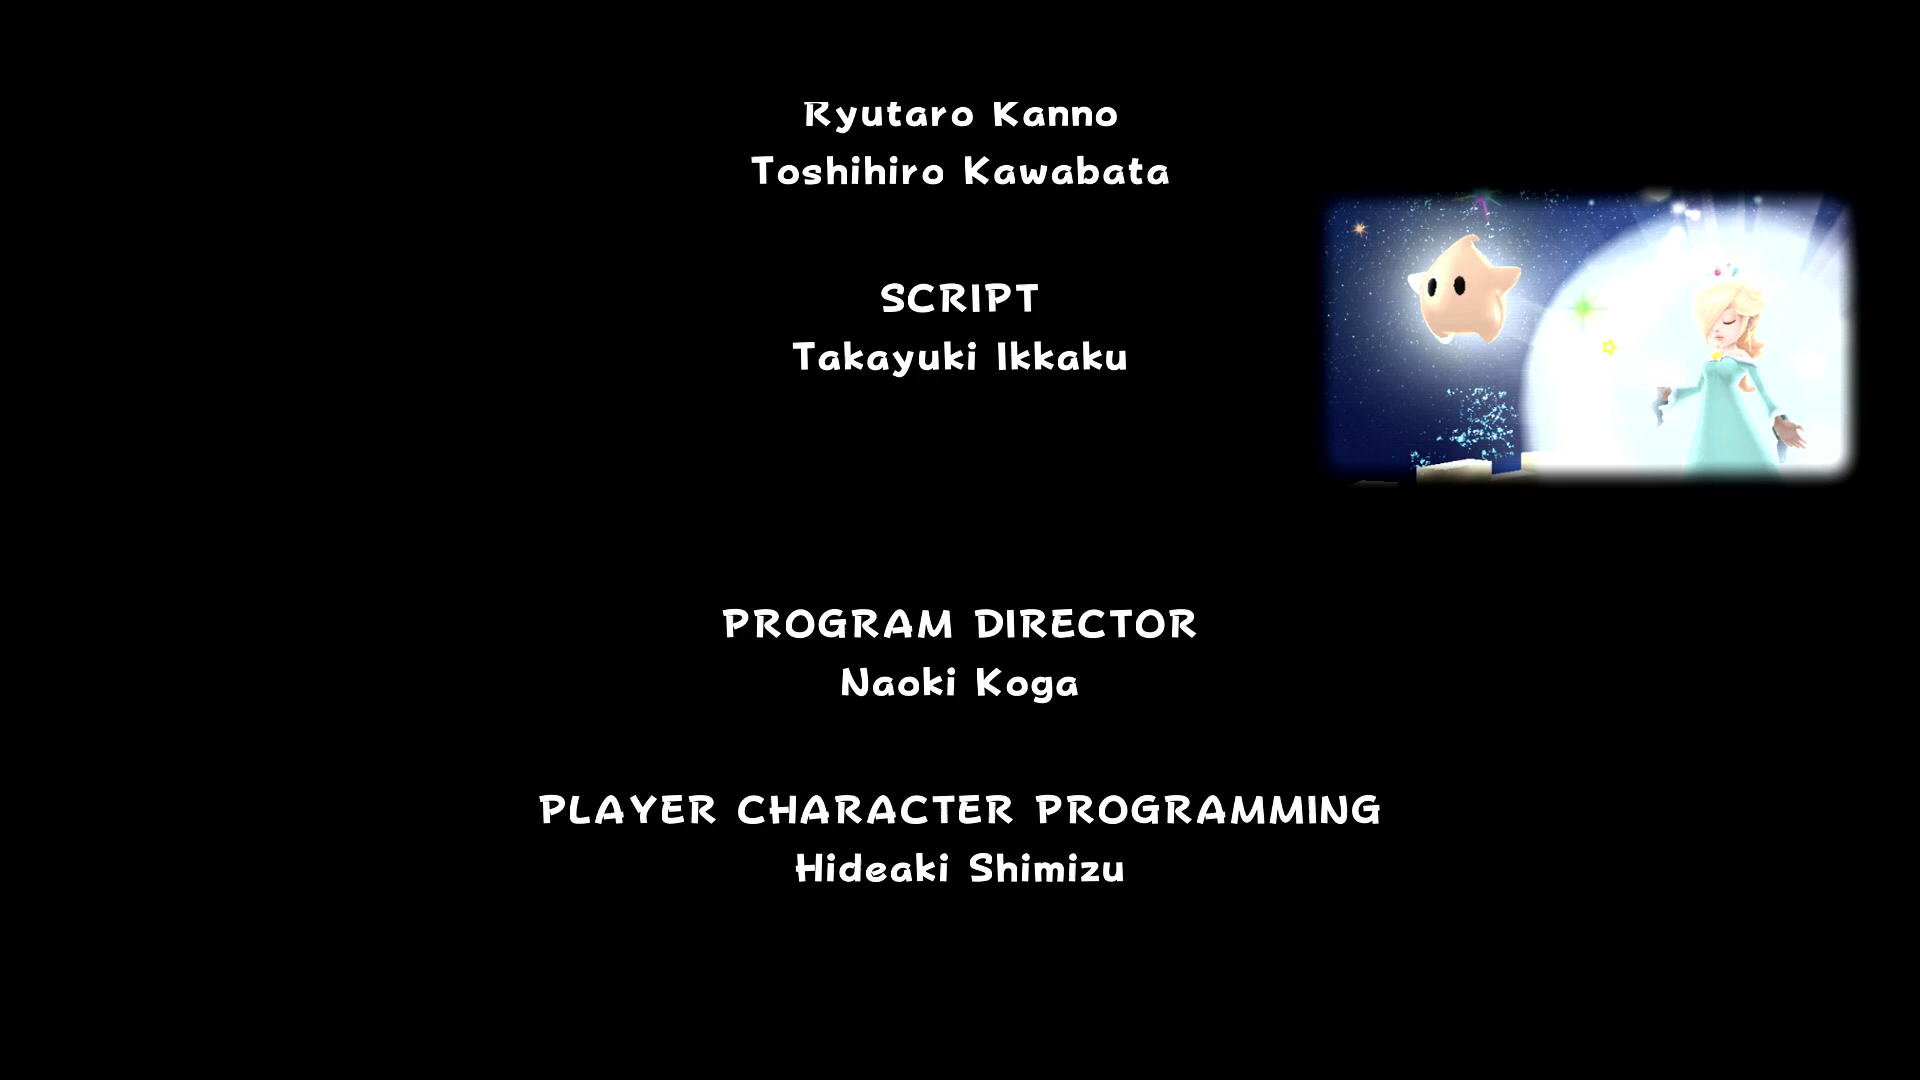 Ryutaro Kanno
Toshihiro Kawabata
SCRIPT
Takayuki Ikkaku
PROGRAM DIRECTOR
Naoki Koga
PLAYER CHARACTER PROGRAMMING
Hideaki Shimizu